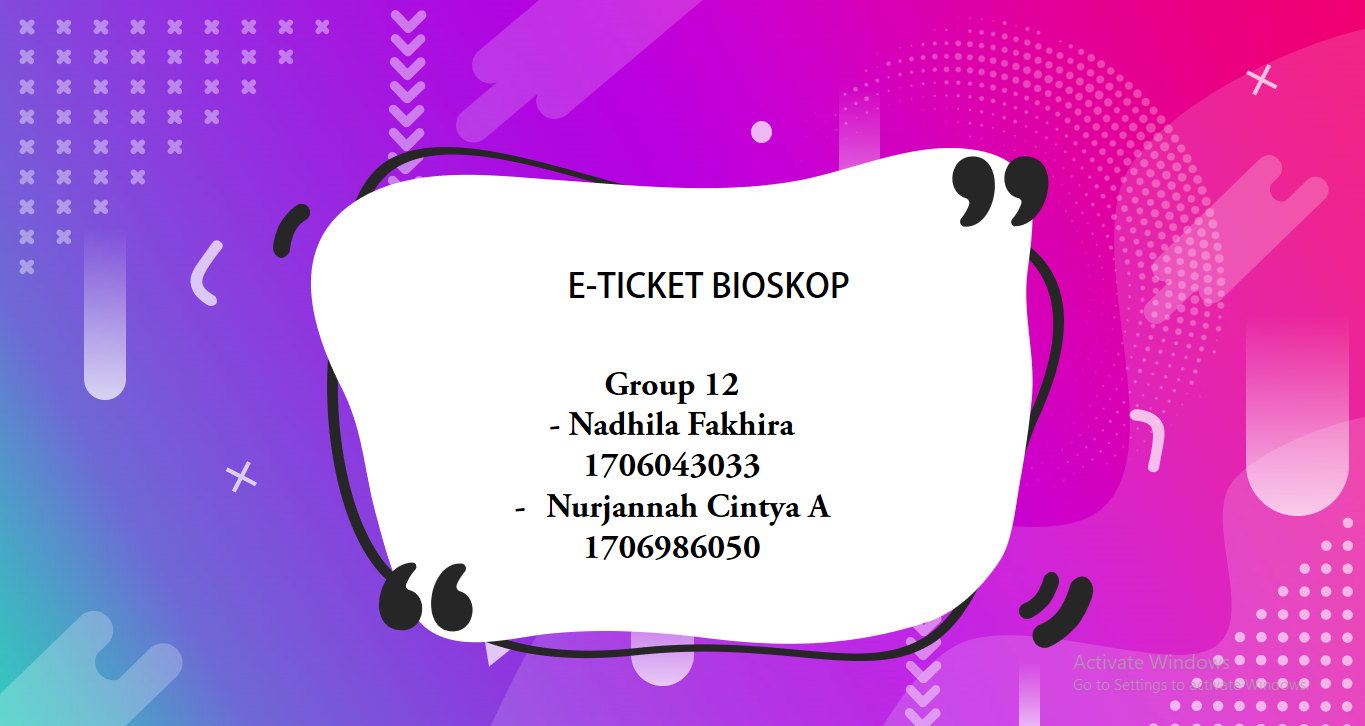 E-TICKET BIOSKOP
Group 12
- Nadhila Fakhira
1706043033
- Nurjannah Cintya A
1706986050
Activate Windows
Go to Settings to activate Windows.